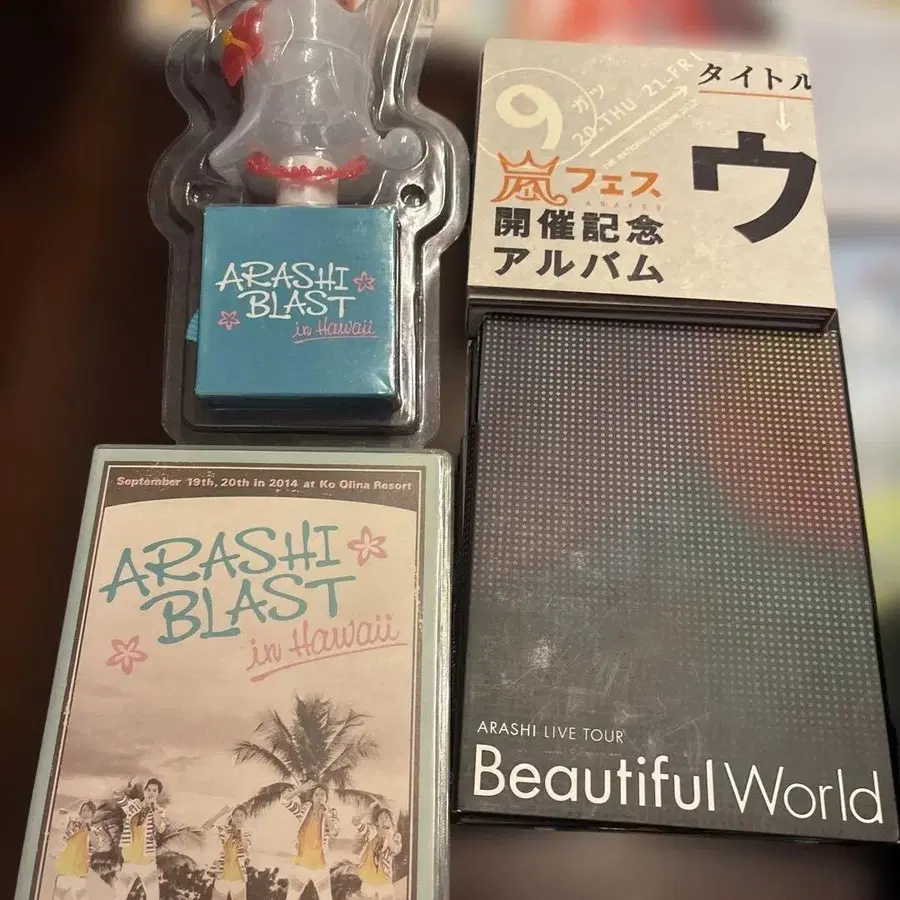 ARASHI
BLAST
in Hawaii
タイトル
ウ
9
ガツ
20-THU 21-FRI
嵐フェス
ARAFES
開催記念
アルバム
September 19th, 20th in 2014 at Ko Olina Resort
ARASHI
BLAST
in Hawaii
ARASHI LIVE TOUR
Beautiful World